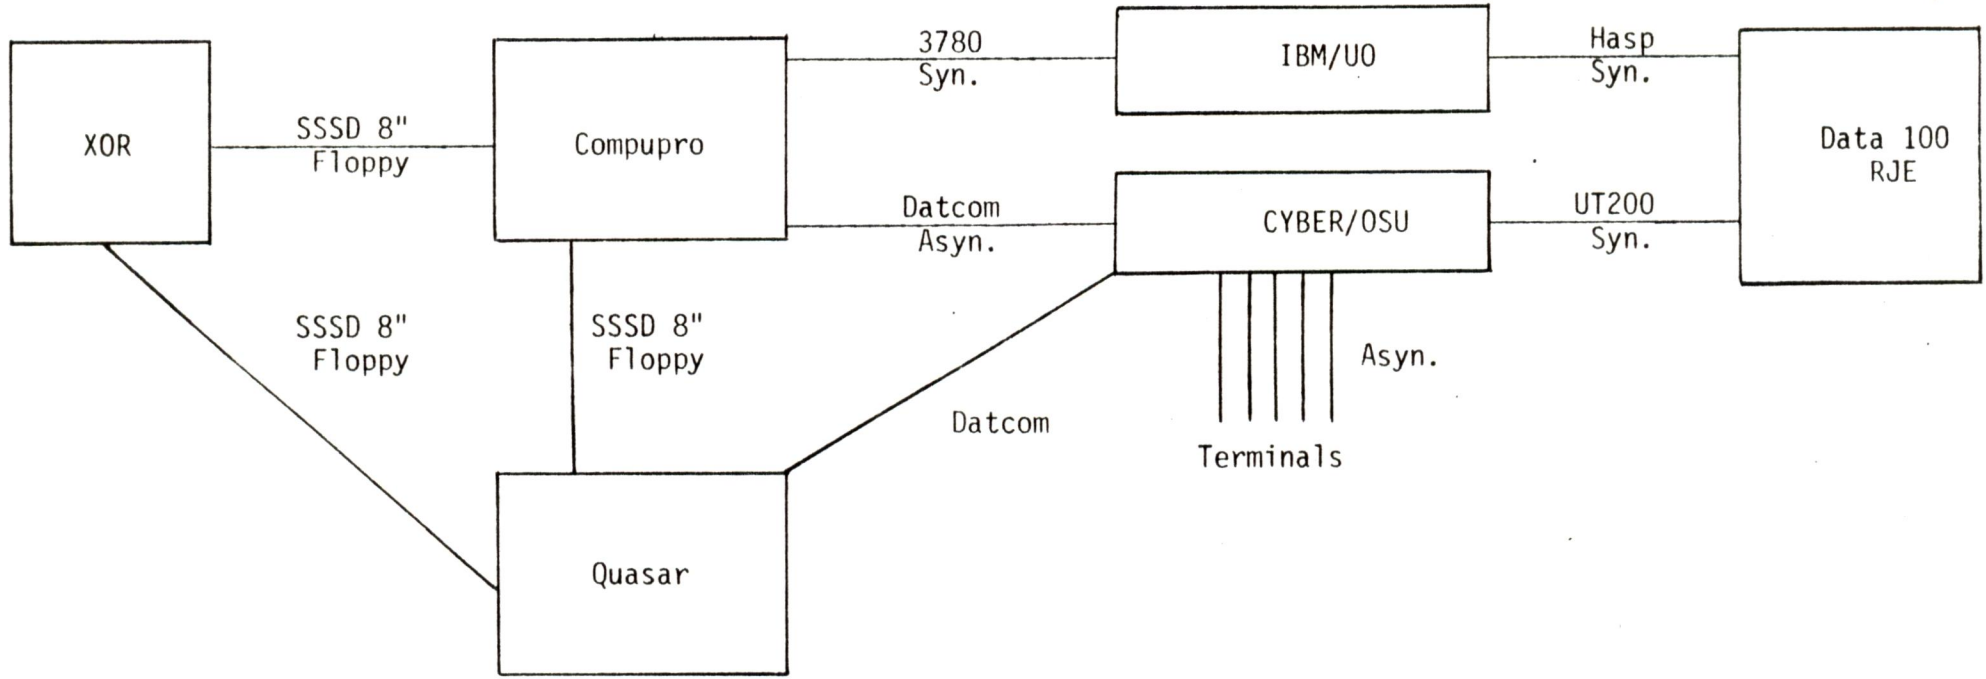 XOR
SSSD 8"
Floppy
Compupro
3780
Syn.
IBM/UO
Hasp
Syn.
Data 100
RJE
Datcom
Asyn.
CYBER/OSU
UT200
Syn.
SSSD 8"
Floppy
SSSD 8"
Floppy
Datcom
Asyn.
Terminals
Quasar